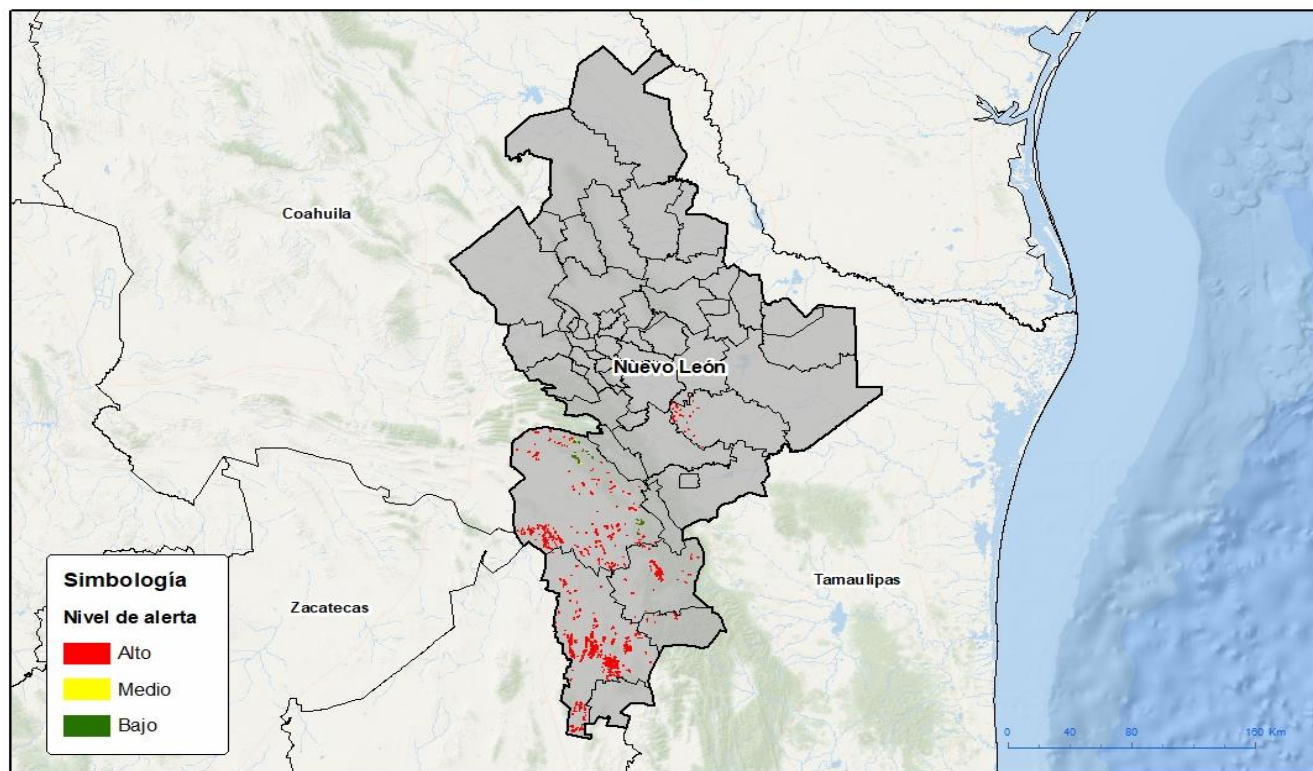 Coahuila
Nuevo León
Tamaulipas
Zacatecas
Simbología
Nivel de alerta
Alto
Medio
Bajo
0 40 80 160 Km